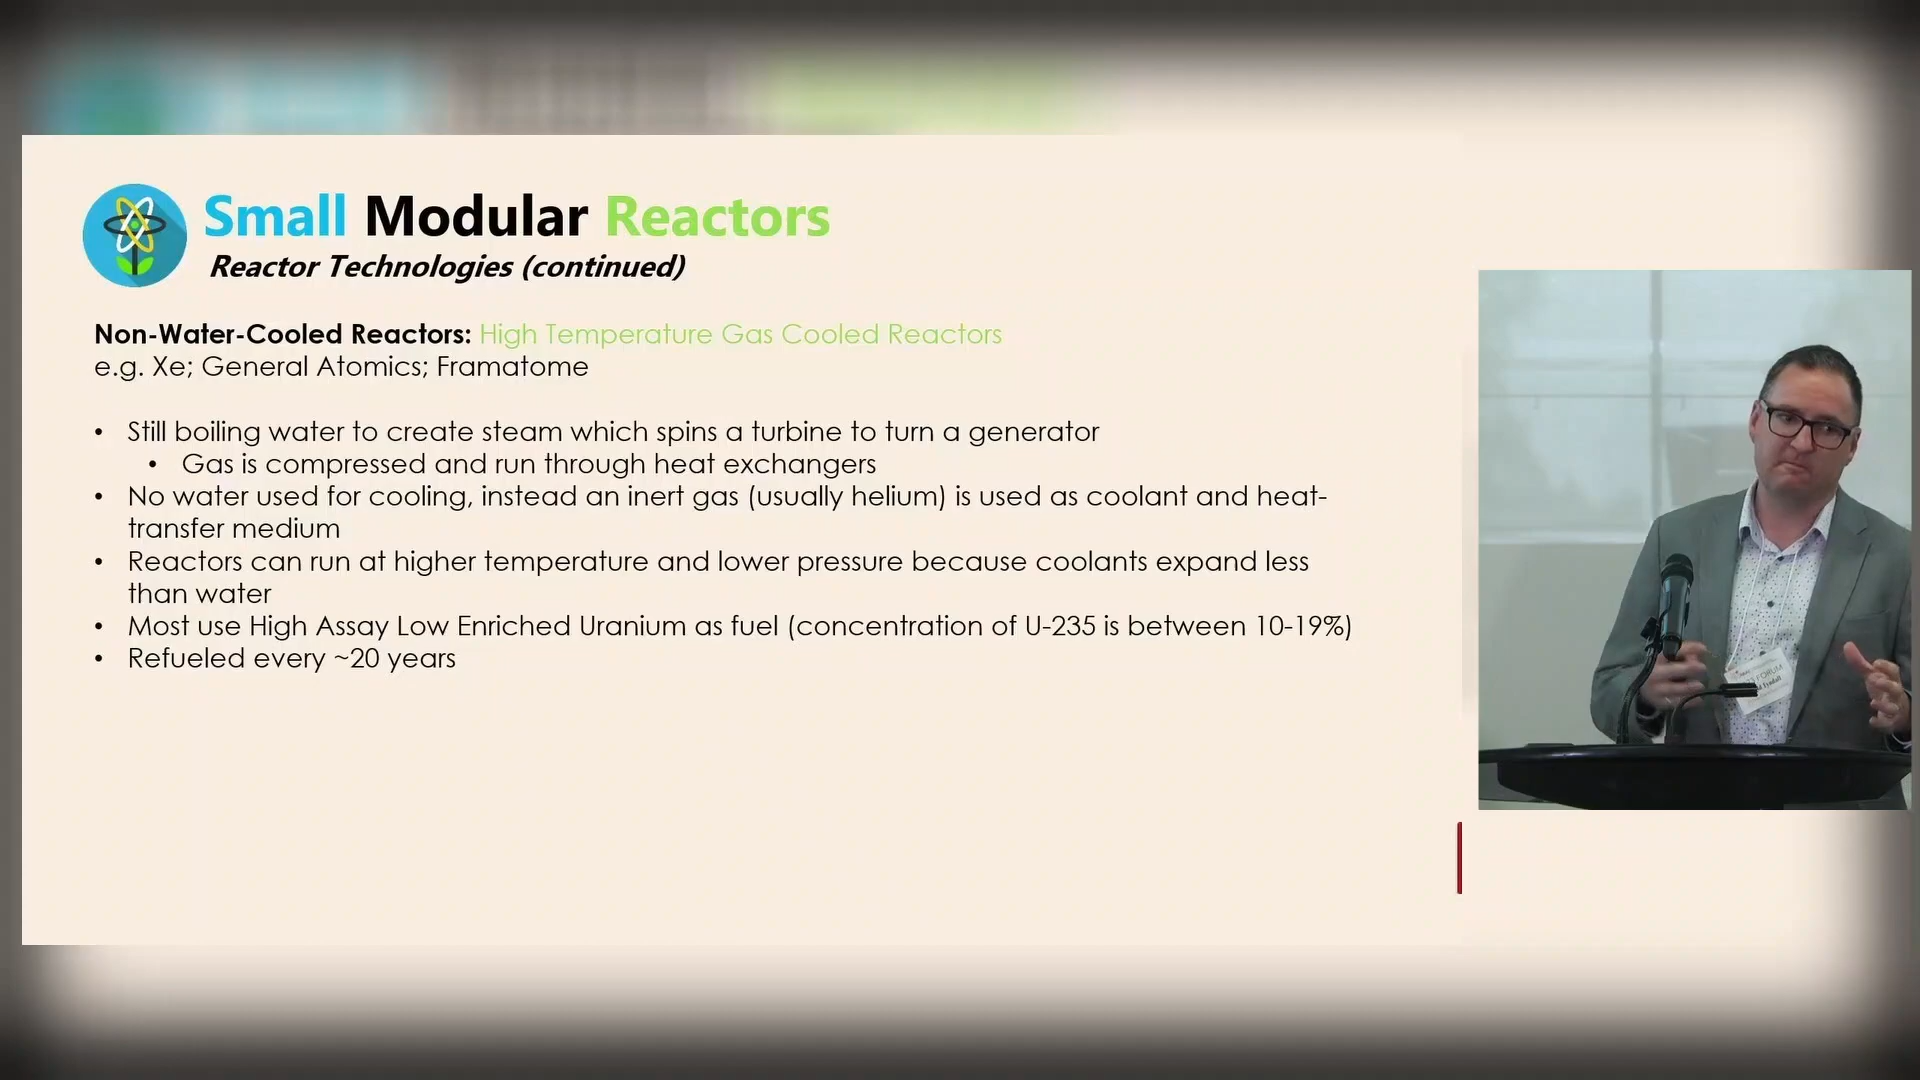 Small Modular Reactors
Reactor Technologies (continued)
Non-Water-Cooled Reactors: High Temperature Gas Cooled Reactors
e.g. Xe; General Atomics; Framatome
• Still boiling water to create steam which spins a turbine to turn a generator
• Gas is compressed and run through heat exchangers
• No water used for cooling, instead an inert gas (usually helium) is used as coolant and heat-
transfer medium
• Reactors can run at higher temperature and lower pressure because coolants expand less
than water
• Most use High Assay Low Enriched Uranium as fuel (concentration of U-235 is between 10-19%)
• Refueled every ~20 years
FORUM